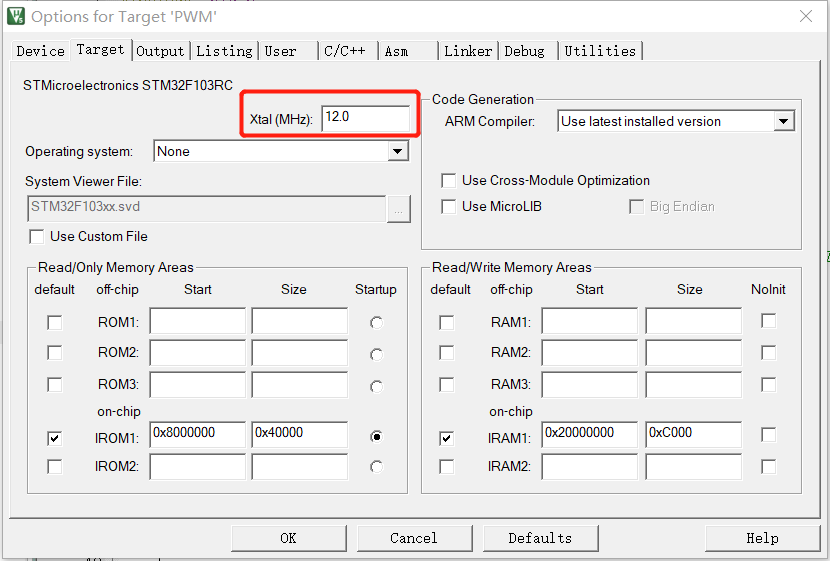 Options for Target 'PWM'
Device Target Output Listing User C/C++ Asm Linker Debug Utilities
STMicroelectronics STM32F103RC
Xtal (MHz): 12.0
Operating system: None
System Viewer File:
STM32F103xx.svd ...
Use Custom File
Code Generation
ARM Compiler: Use latest installed version
Use Cross-Module Optimization
Use MicroLIB Big Endian
Read/Only Memory Areas
default off-chip Start Size Startup
ROM1:
ROM2:
ROM3:
on-chip
IROM1: 0x8000000 0x40000
IROM2:
Read/Write Memory Areas
default off-chip Start Size NoInit
RAM1:
RAM2:
RAM3:
on-chip
IRAM1: 0x20000000 0xC000
IRAM2:
OK Cancel Defaults Help